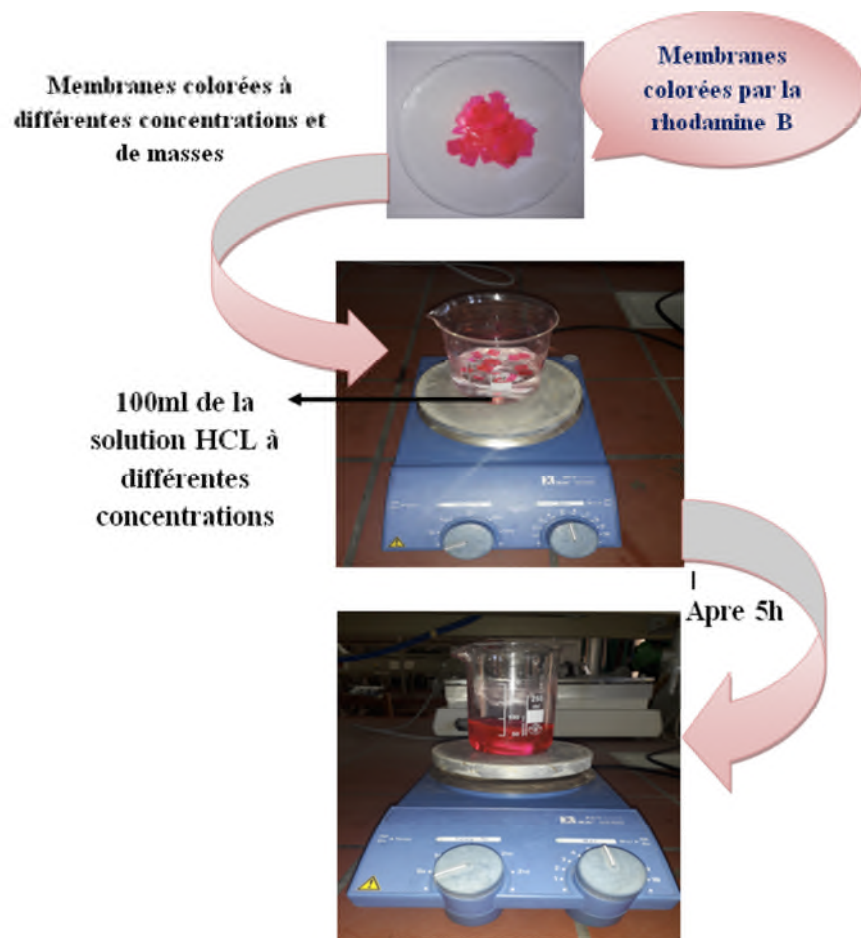 Membranes colorées à
différentes concentrations et
de masses
Membranes
colorées par la
rhodamine B
100ml de la
solution HCL à
différentes
concentrations
Apre 5h